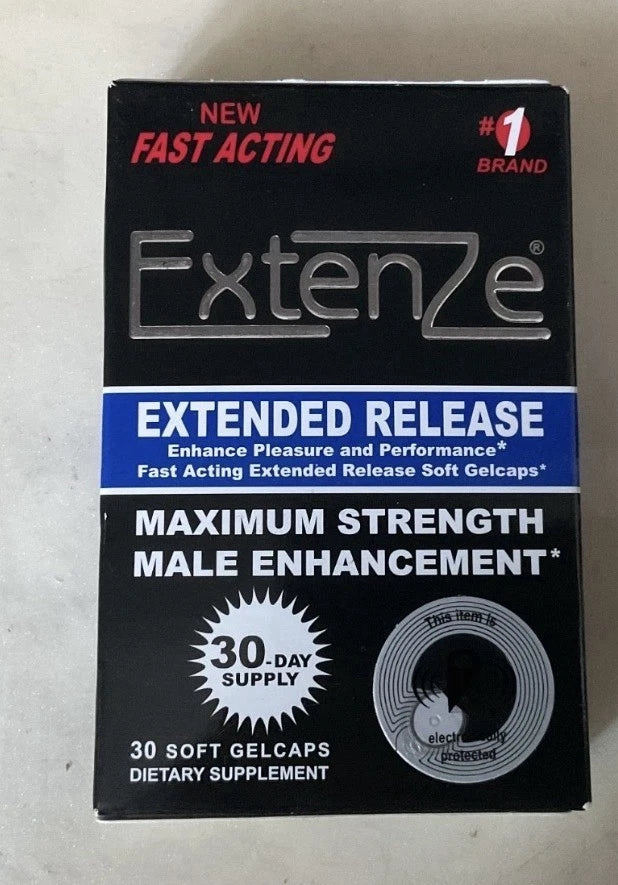 NEW
FAST ACTING
#1
BRAND
ExtenZe®
EXTENDED RELEASE
Enhance Pleasure and Performance*
Fast Acting Extended Release Soft Gelcaps*
MAXIMUM STRENGTH
MALE ENHANCEMENT*
30-DAY
SUPPLY
30 SOFT GELCAPS
DIETARY SUPPLEMENT
This item is
electronically
protected